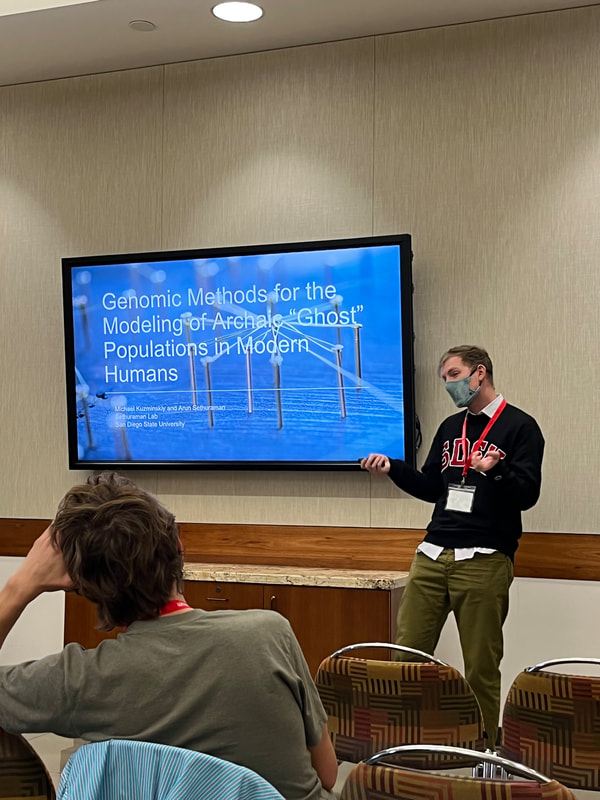 Genomic Methods for the
Modeling of Archaic “Ghost”
Populations in Modern
Humans
Michael Kuzminskiy and Arun Sethuraman
Sethuraman Lab
San Diego State University
SDSU